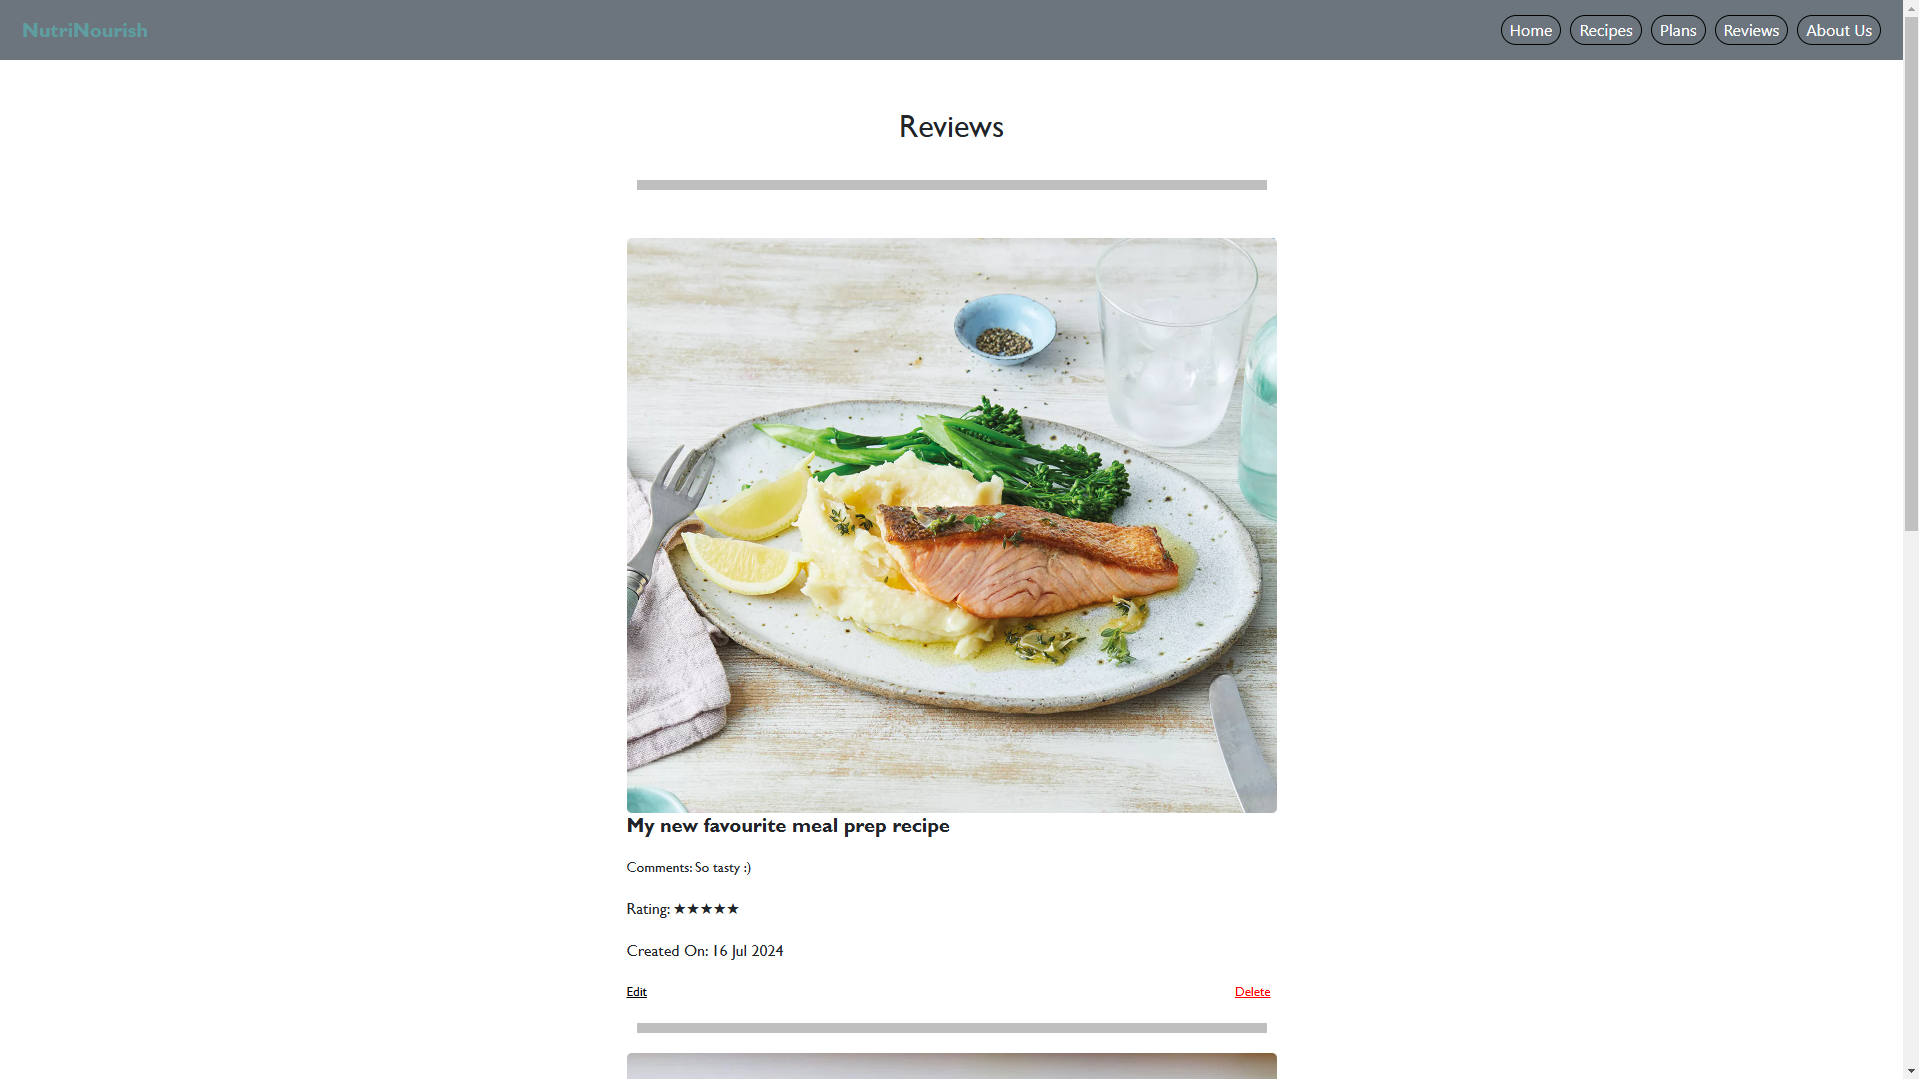 NutriNourish
Home Recipes Plans Reviews About Us
Reviews
My new favourite meal prep recipe
Comments: So tasty :)
Rating: ★★★★★
Created On: 16 Jul 2024
Edit Delete